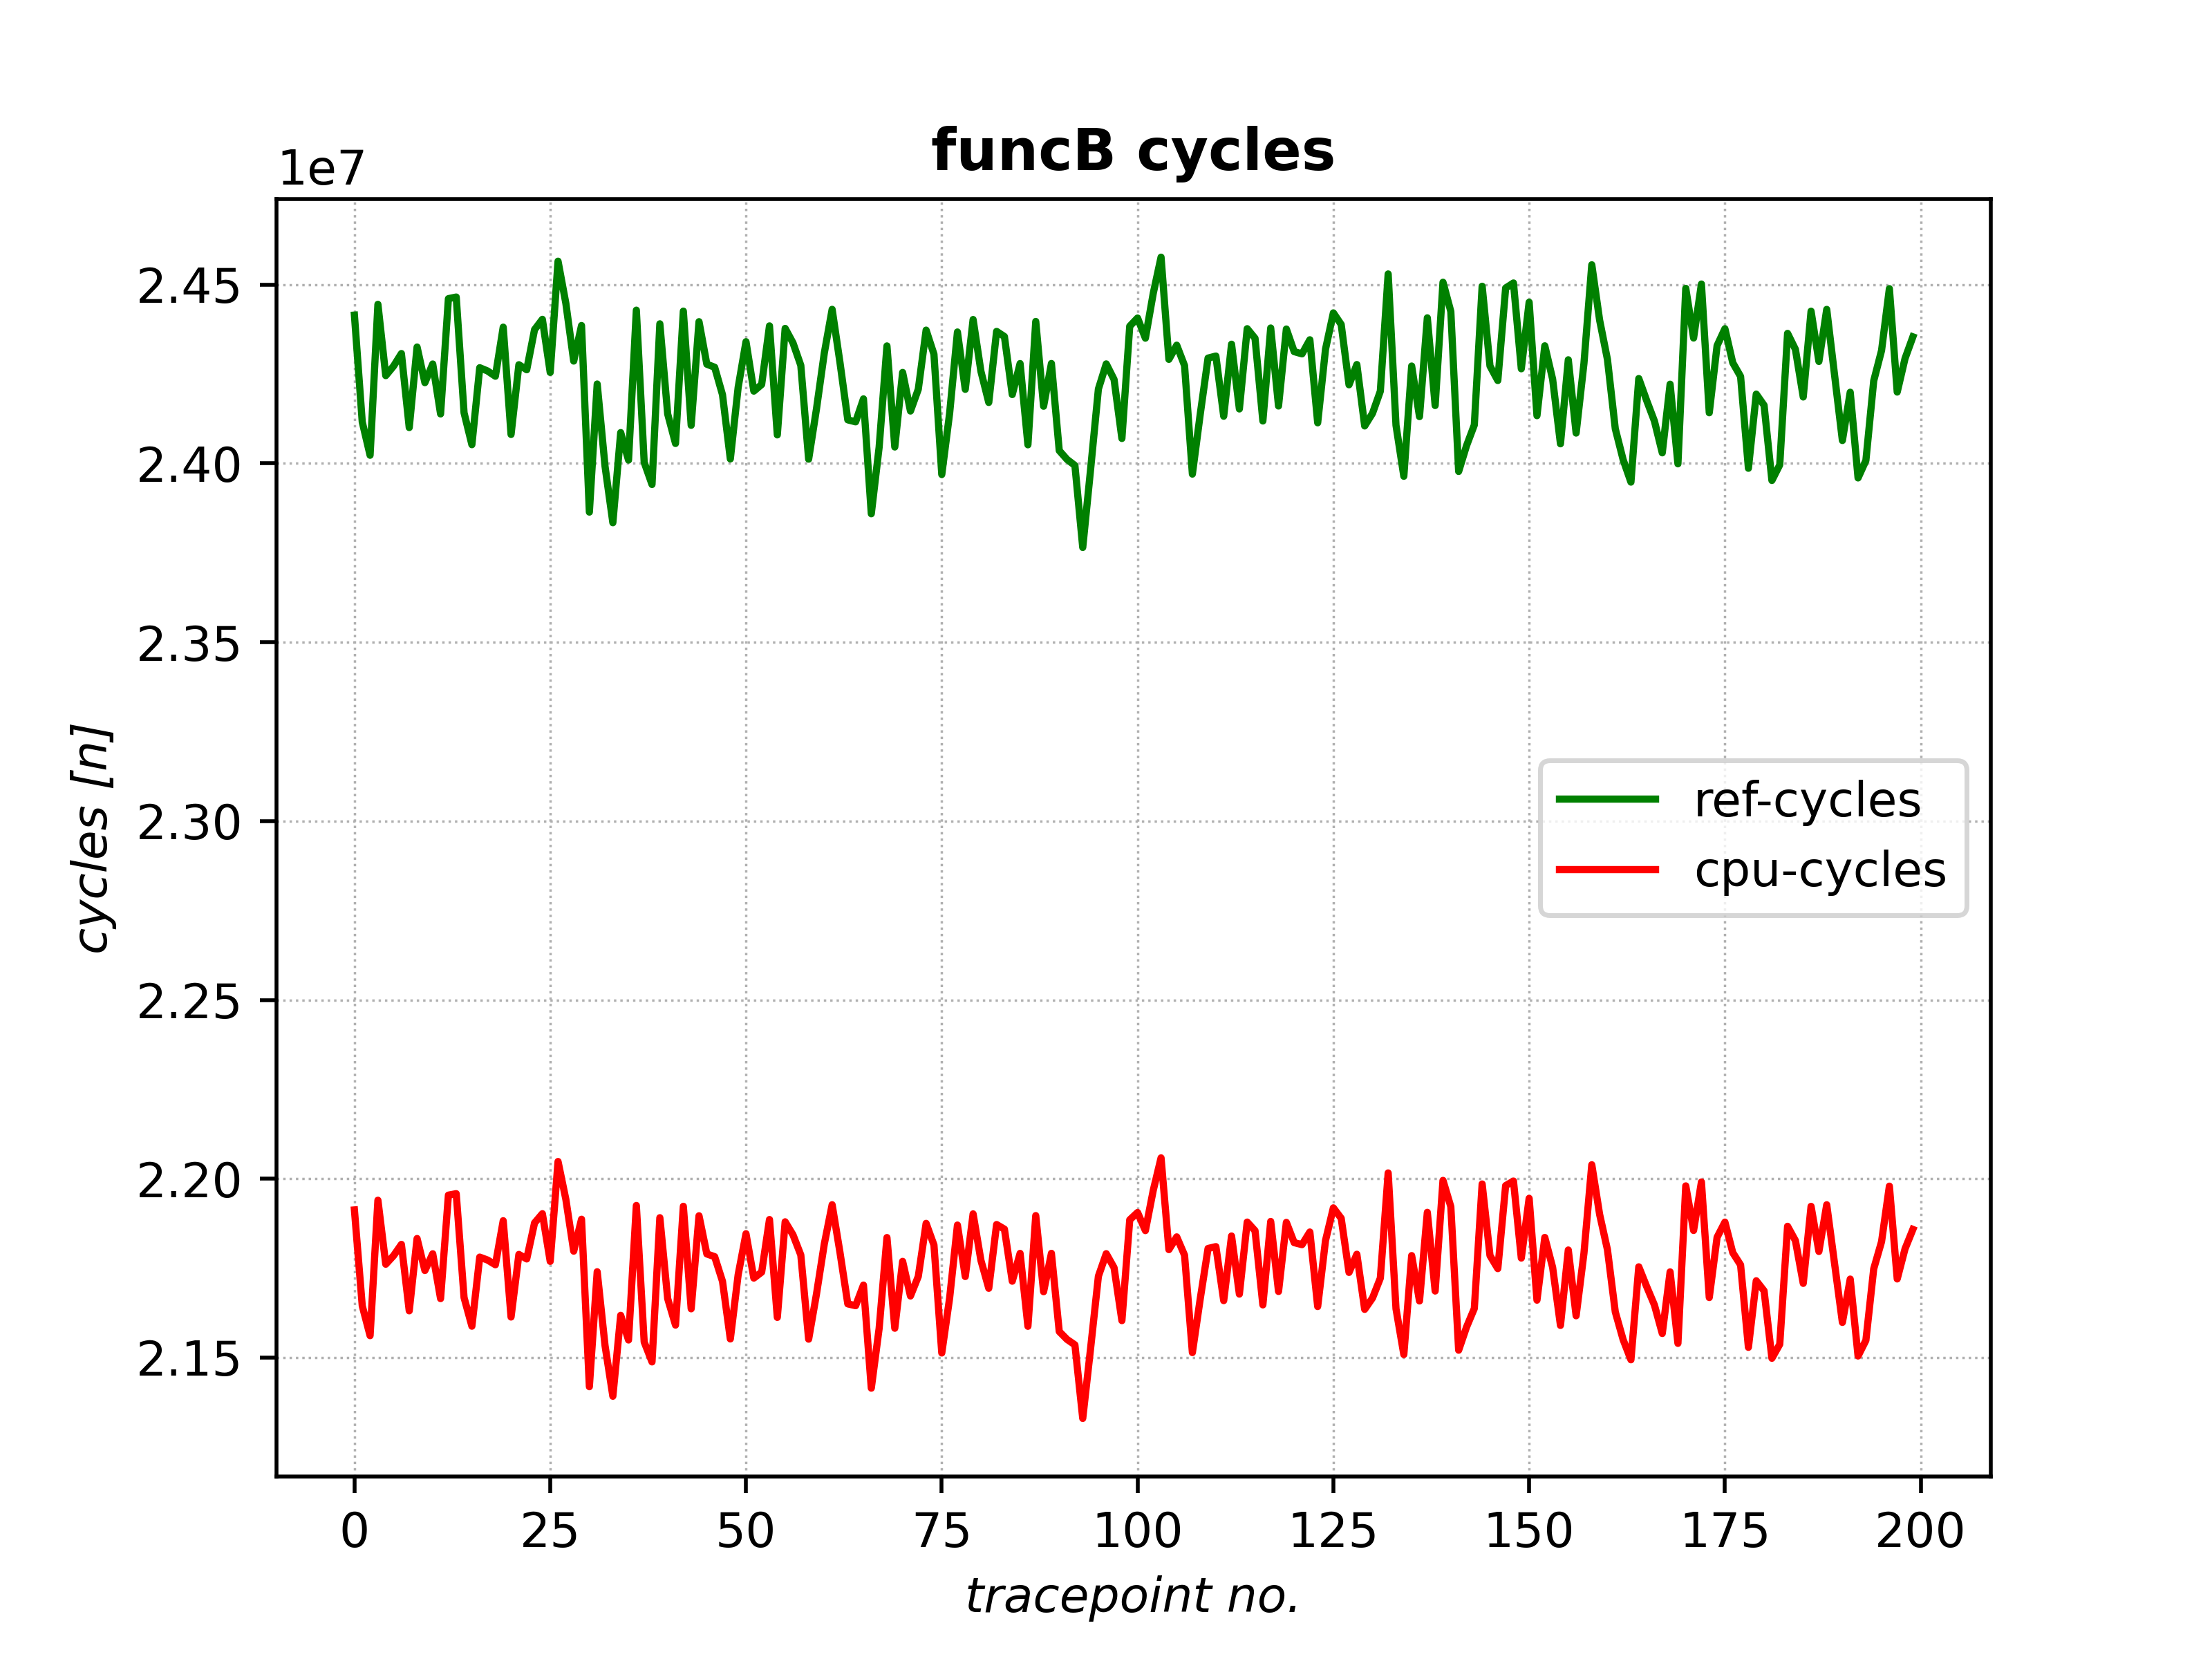 funcB cycles
1e7
2.45
2.40
2.35
2.30
2.25
2.20
2.15
cycles [n]
ref-cycles
cpu-cycles
0 25 50 75 100 125 150 175 200
tracepoint no.